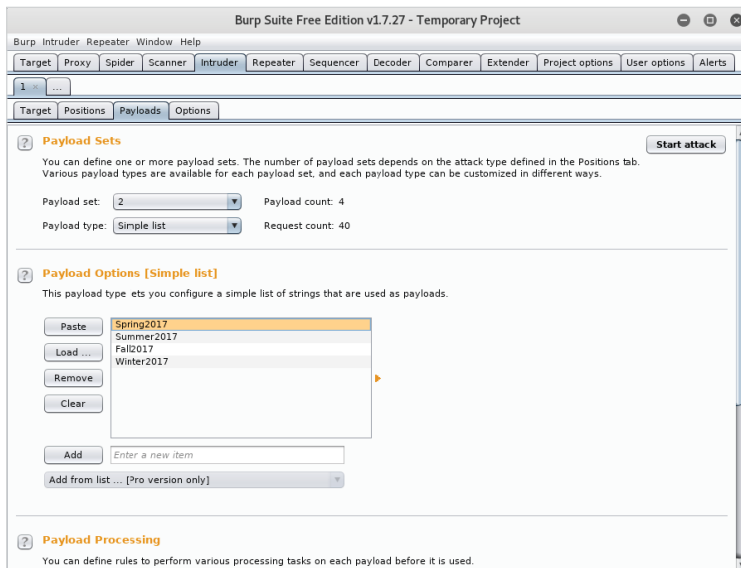 Burp Suite Free Edition v1.7.27 - Temporary Project
Burp Intruder Repeater Window Help
Target Proxy Spider Scanner Intruder Repeater Sequencer Decoder Comparer Extender Project options User options Alerts
1 × ...
Target Positions Payloads Options
? Payload Sets
Start attack
You can define one or more payload sets. The number of payload sets depends on the attack type defined in the Positions tab.
Various payload types are available for each payload set, and each payload type can be customized in different ways.
Payload set: 2 Payload count: 4
Payload type: Simple list Request count: 40
? Payload Options [Simple list]
This payload type ets you configure a simple list of strings that are used as payloads.
Paste
Load ...
Remove
Clear
Spring2017
Summer2017
Fall2017
Winter2017
Add Enter a new item
Add from list ... [Pro version only]
? Payload Processing
You can define rules to perform various processing tasks on each payload before it is used.